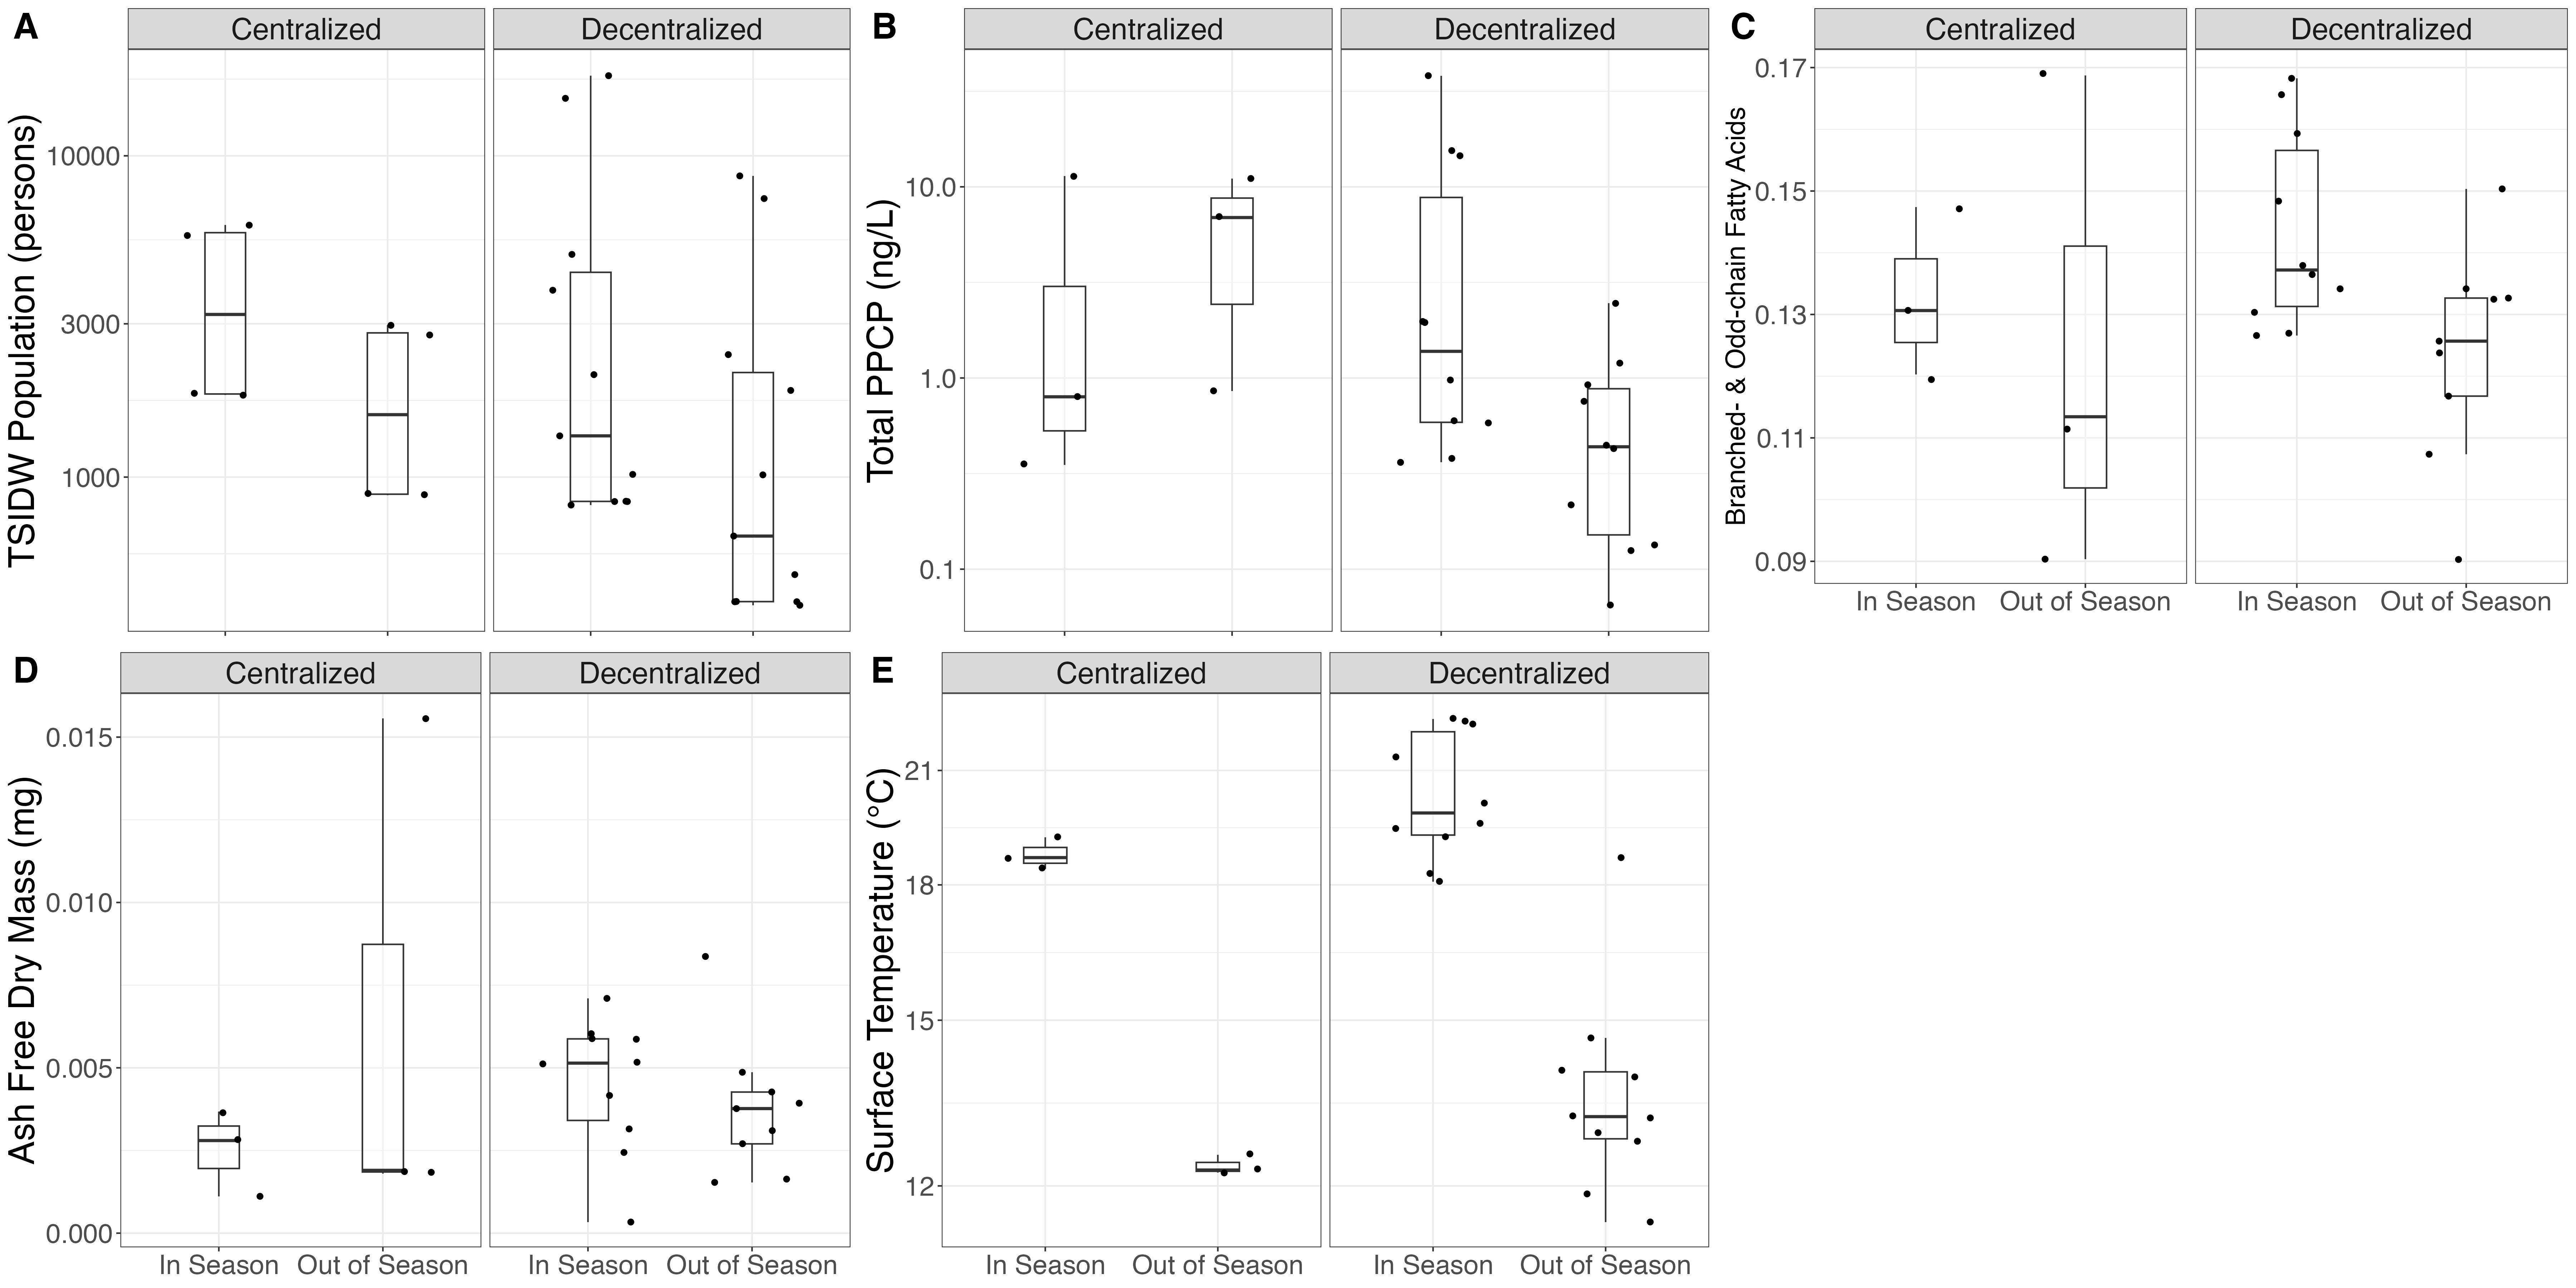 A
Centralized
Decentralized
TSIDW Population (persons)
10000
3000
1000
B
Centralized
Decentralized
Total PPCP (ng/L)
10.0
1.0
0.1
C
Centralized
Decentralized
Branched- & Odd-chain Fatty Acids
0.17
0.15
0.13
0.11
0.09
In Season
Out of Season
In Season
Out of Season
D
Centralized
Decentralized
Ash Free Dry Mass (mg)
0.015
0.010
0.005
0.000
In Season
Out of Season
In Season
Out of Season
E
Centralized
Decentralized
Surface Temperature (°C)
21
18
15
12
In Season
Out of Season
In Season
Out of Season